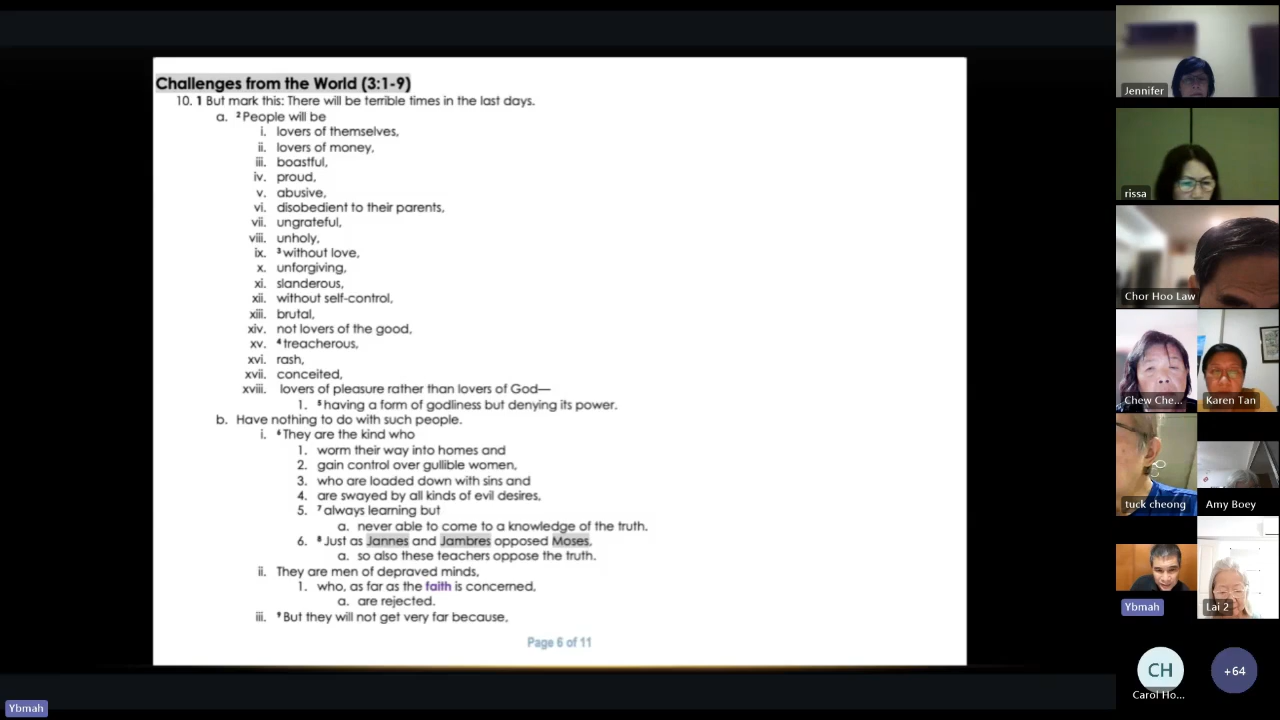 Challenges from the World (3:1-9)
10. 1 But mark this: There will be terrible times in the last days.
a. 2 People will be
i. lovers of themselves,
ii. lovers of money,
iii. boastful,
iv. proud,
v. abusive,
vi. disobedient to their parents,
vii. ungrateful,
viii. unholy,
ix. 3 without love,
x. unforgiving,
xi. slanderous,
xii. without self-control,
xiii. brutal,
xiv. not lovers of the good,
xv. 4 treacherous,
xvi. rash,
xvii. conceited,
xviii. lovers of pleasure rather than lovers of God—
1. 5 having a form of godliness but denying its power.
b. Have nothing to do with such people.
i. 6 They are the kind who
1. worm their way into homes and
2. gain control over gullible women,
3. who are loaded down with sins and
4. are swayed by all kinds of evil desires,
5. 7 always learning but
a. never able to come to a knowledge of the truth.
6. 8 Just as Jannes and Jambres opposed Moses,
a. so also these teachers oppose the truth.
ii. They are men of depraved minds,
1. who, as far as the faith is concerned,
a. are rejected.
iii. 9 But they will not get very far because,
Page 6 of 11
Ybmah
Jennifer
rissa
Chor Hoo Law
Chew Che...
Karen Tan
tuck cheong
Amy Boey
Ybmah
Lai 2
CH
Carol Ho...
+64